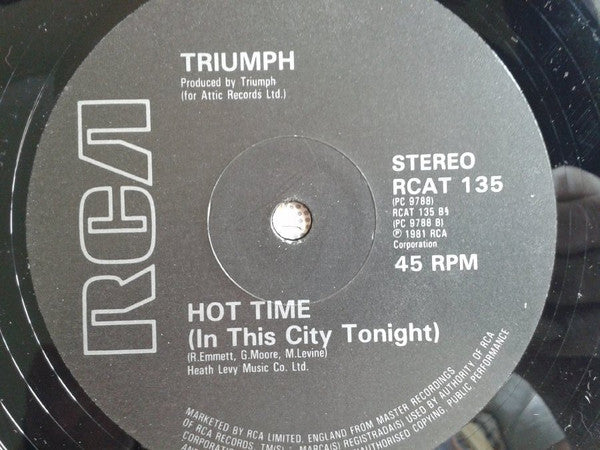 TRIUMPH
Produced by Triumph
(for Attic Records Ltd.)
RCA
STEREO
RCAT 135
(PC 9788)
RCAT 135 B
(PC 9788 B)
℗ 1981 RCA
Corporation
45 RPM
HOT TIME
(In This City Tonight)
(R.Emmett, G.Moore, M.Levine)
Heath Levy Music Co. Ltd.
MARKETED BY RCA LIMITED, ENGLAND FROM MASTER RECORDINGS
OF RCA RECORDS, TM(S) MARCA(S) REGISTRADA(S) USED BY AUTHORITY OF RCA
CORPORATION
AUTHORISED COPYING, PUBLIC PERFORMANCE